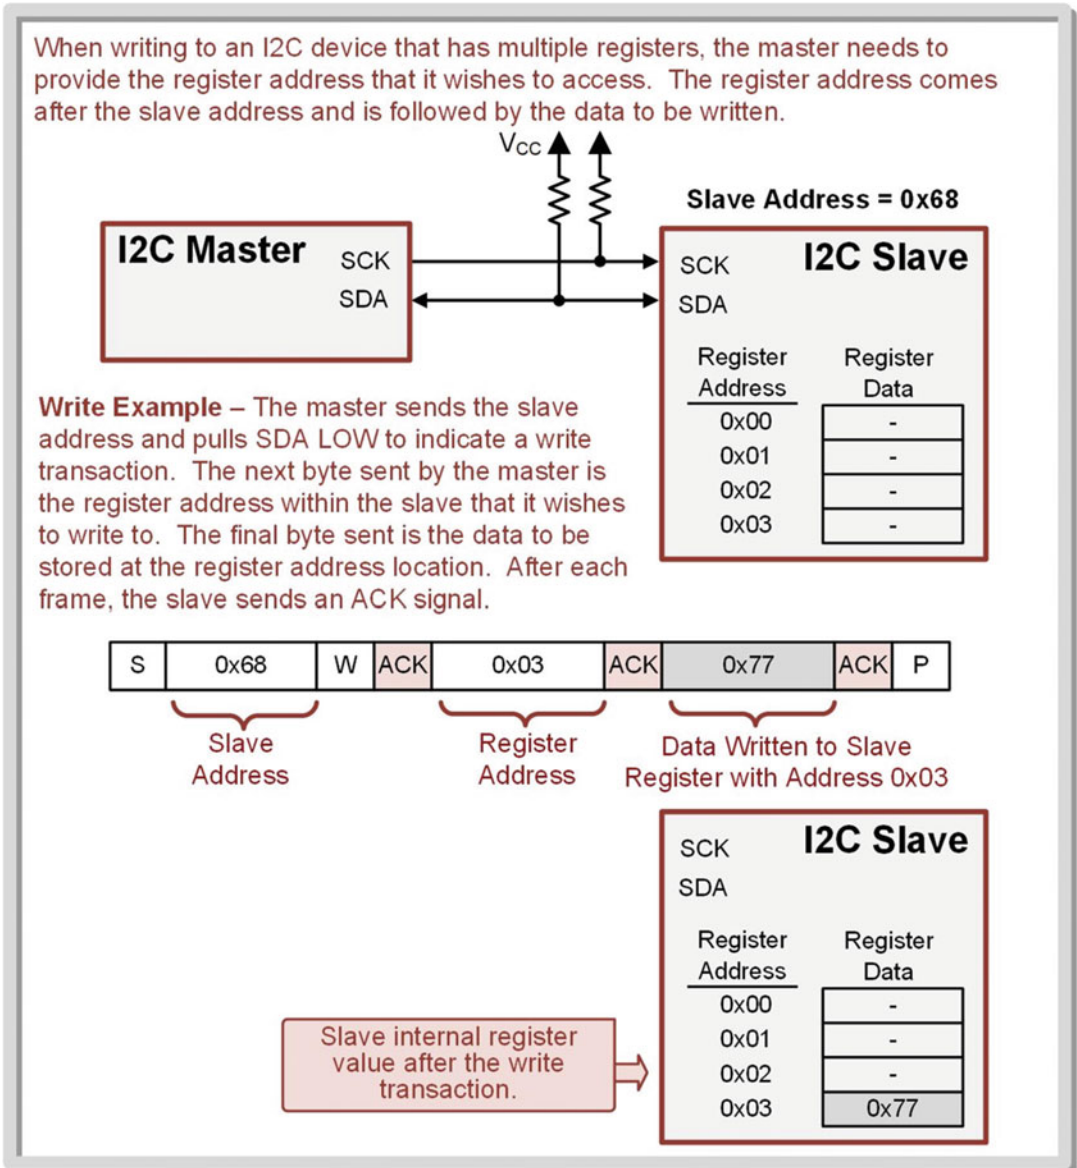 When writing to an I2C device that has multiple registers, the master needs to
provide the register address that it wishes to access.  The register address comes
after the slave address and is followed by the data to be written.
VCC
Slave Address = 0x68
I2C Master
SCK
SDA
I2C Slave
SCK
SDA
Register Register
Address Data
0x00 -
0x01 -
0x02 -
0x03 -
Write Example – The master sends the slave
address and pulls SDA LOW to indicate a write
transaction.  The next byte sent by the master is
the register address within the slave that it wishes
to write to.  The final byte sent is the data to be
stored at the register address location.  After each
frame, the slave sends an ACK signal.
S 0x68 W ACK 0x03 ACK 0x77 ACK P
Slave
Address
Register
Address
Data Written to Slave
Register with Address 0x03
I2C Slave
SCK
SDA
Register Register
Address Data
0x00 -
0x01 -
0x02 -
0x03 0x77
Slave internal register
value after the write
transaction.